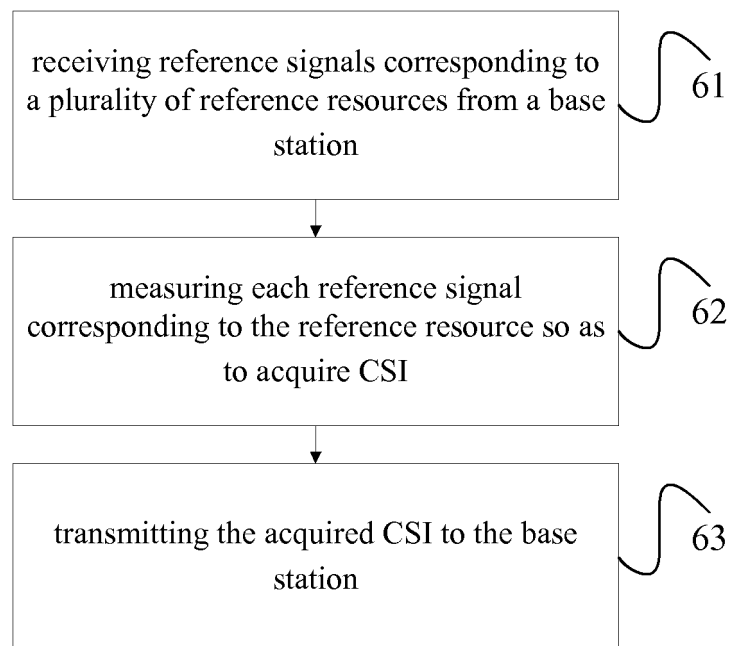 receiving reference signals corresponding to
a plurality of reference resources from a base
station
61
measuring each reference signal
corresponding to the reference resource so as
to acquire CSI
62
transmitting the acquired CSI to the base
station
63